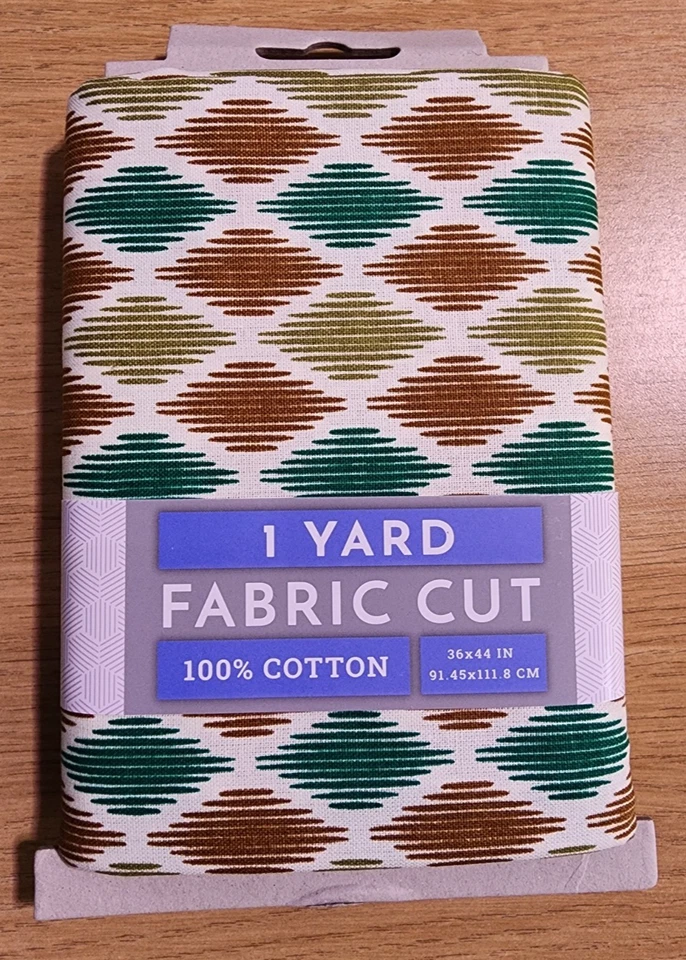 1 YARD
FABRIC CUT
100% COTTON
36x44 IN
91.45x111.8 CM